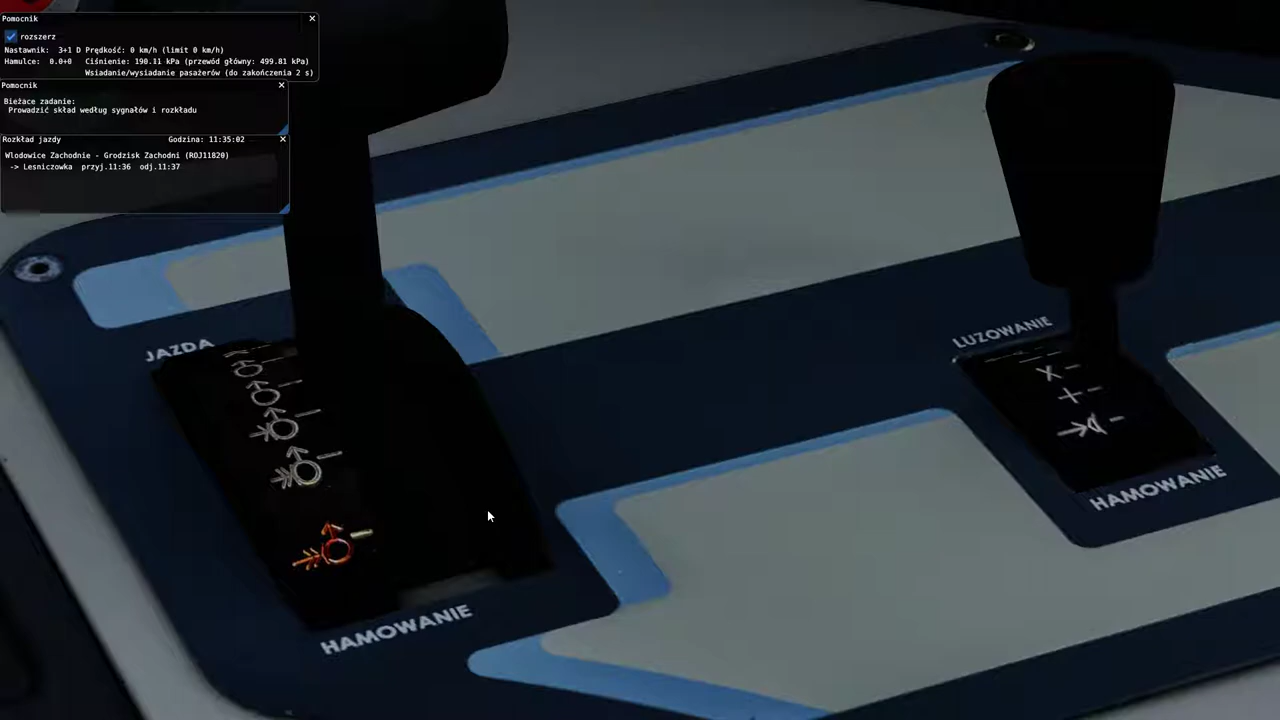 Pomocnik
rozszerz
Nastawnik:  3+1 D Prędkość: 0 km/h (limit 0 km/h)
Hamulce:  0.0+0  Ciśnienie: 190.11 kPa (przewód główny: 499.81 kPa)
Wsiadanie/wysiadanie pasażerów (do zakończenia 2 s)
Pomocnik
Bieżące zadanie:
Prowadzić skład według sygnałów i rozkładu
Rozkład jazdy Godzina: 11:35:02
Wlodowice Zachodnie - Grodzisk Zachodni (ROJ11820)
-> Lesniczowka  przyj.11:36  odj.11:37
JAZDA
LUZOWANIE
HAMOWANIE
HAMOWANIE